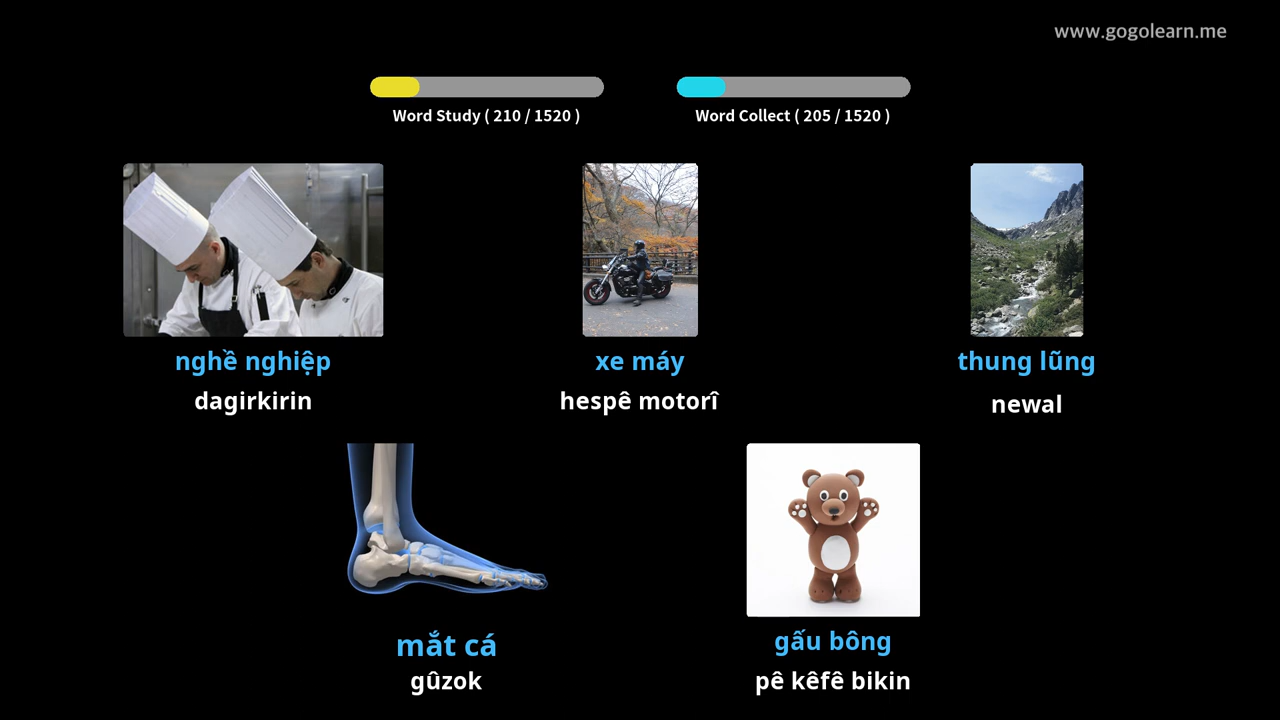 www.gogolearn.me
Word Study ( 210 / 1520 )
Word Collect ( 205 / 1520 )
nghề nghiệp
dagirkirin
xe máy
hespê motorî
thung lũng
newal
mắt cá
gûzok
gấu bông
pê kêfê bikin